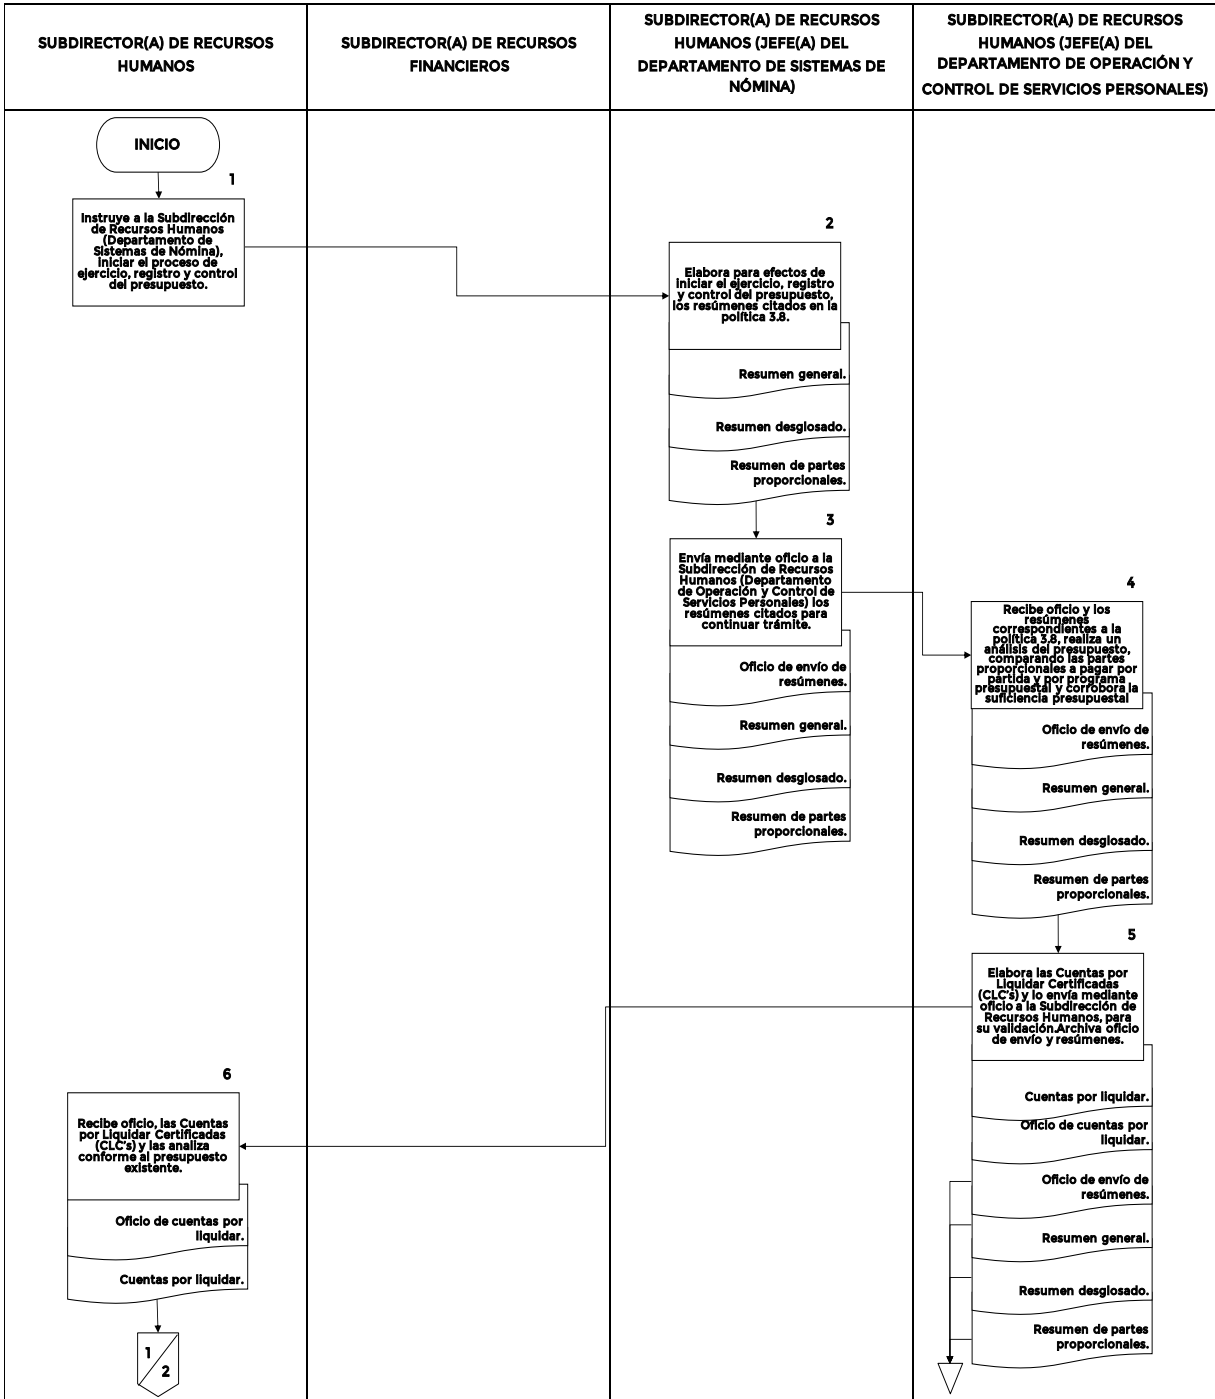 SUBDIRECTOR(A) DE RECURSOS
HUMANOS
SUBDIRECTOR(A) DE RECURSOS
FINANCIEROS
SUBDIRECTOR(A) DE RECURSOS
HUMANOS (JEFE(A) DEL
DEPARTAMENTO DE SISTEMAS DE
NÓMINA)
SUBDIRECTOR(A) DE RECURSOS
HUMANOS (JEFE(A) DEL
DEPARTAMENTO DE OPERACIÓN Y
CONTROL DE SERVICIOS PERSONALES)
INICIO
1
Instruye a la Subdirección
de Recursos Humanos
(Departamento de
Sistemas de Nómina),
iniciar el proceso de
ejercicio, registro y control
del presupuesto.
2
Elabora para efectos de
iniciar el ejercicio, registro
y control del presupuesto,
los resúmenes citados en la
política 3.8.
Resumen general.
Resumen desglosado.
Resumen de partes
proporcionales.
3
Envía mediante oficio a la
Subdirección de Recursos
Humanos (Departamento
de Operación y Control de
Servicios Personales) los
resúmenes citados para
continuar trámite.
Oficio de envío de
resúmenes.
Resumen general.
Resumen desglosado.
Resumen de partes
proporcionales.
4
Recibe oficio y los
resúmenes
correspondientes a la
política 3.8, realiza un
análisis del presupuesto,
comparando las partes
proporcionales a pagar por
partida y por programa
presupuestal y corrobora la
suficiencia presupuestal
Oficio de envío de
resúmenes.
Resumen general.
Resumen desglosado.
Resumen de partes
proporcionales.
5
Elabora las Cuentas por
Liquidar Certificadas
(CLC's) y lo envía mediante
oficio a la Subdirección de
Recursos Humanos, para
su validación.Archiva oficio
de envío y resúmenes.
Cuentas por liquidar.
Oficio de cuentas por
liquidar.
Oficio de envío de
resúmenes.
Resumen general.
Resumen desglosado.
Resumen de partes
proporcionales.
6
Recibe oficio, las Cuentas
por Liquidar Certificadas
(CLC's) y las analiza
conforme al presupuesto
existente.
Oficio de cuentas por
liquidar.
Cuentas por liquidar.
1
2